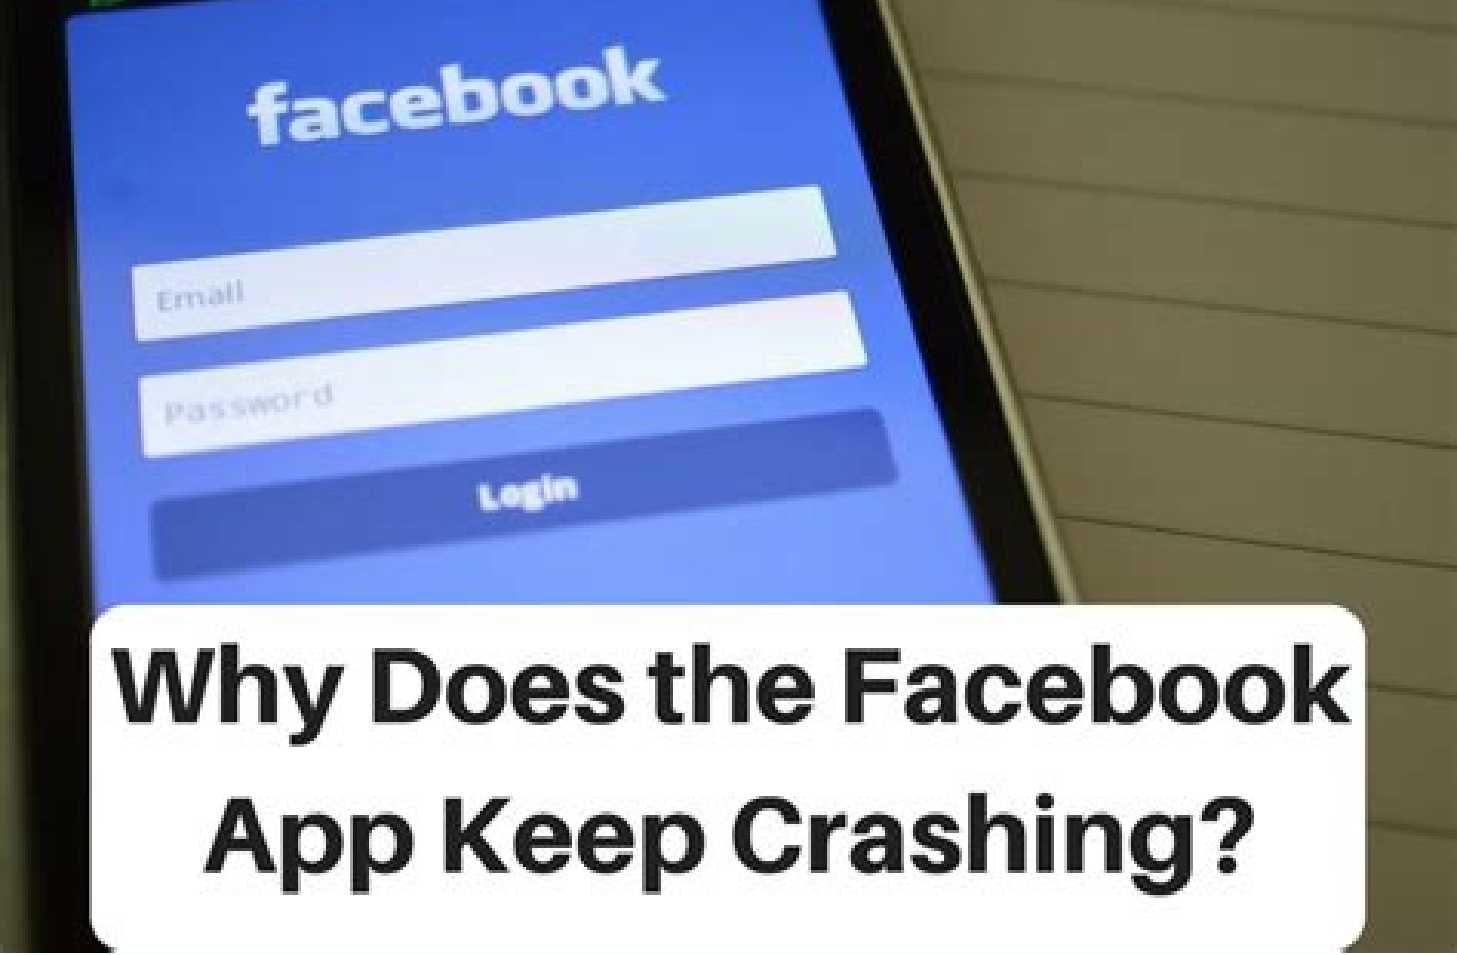 facebook
Email
Password
Login
Why Does the Facebook
App Keep Crashing?